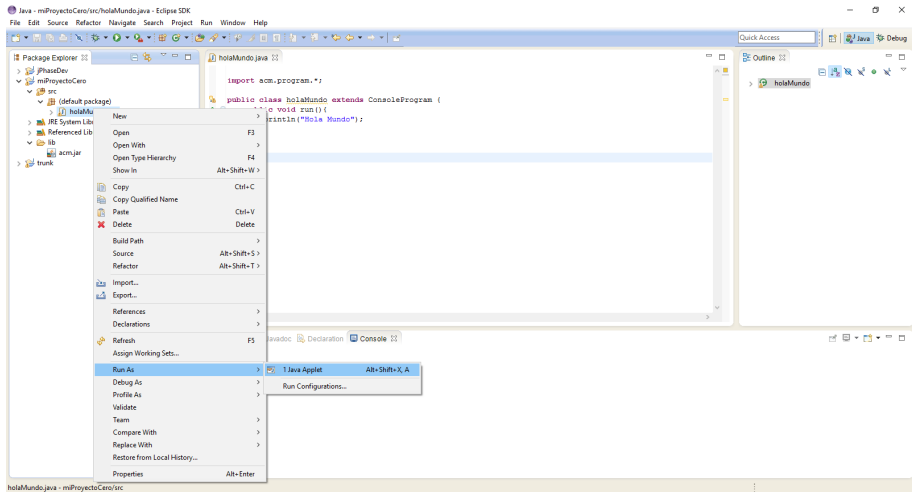 Java - miProyectoCero/src/holaMundo.java - Eclipse SDK
File Edit Source Refactor Navigate Search Project Run Window Help
Quick Access
Java
Debug
Package Explorer
holaMundo.java
Outline
jPhaseDev
miProyectoCero
src
(default package)
holaMu
JRE System Libr
Referenced Lib
lib
acm.jar
trunk
import acm.program.*;
public class holaMundo extends ConsoleProgram {
c void run(){
rintln("Hola Mundo");
holaMundo
New
Open F3
Open With
Open Type Hierarchy F4
Show In Alt+Shift+W
Copy Ctrl+C
Copy Qualified Name
Paste Ctrl+V
Delete Delete
Build Path
Source Alt+Shift+S
Refactor Alt+Shift+T
Import...
Export...
References
Declarations
Refresh F5
Assign Working Sets...
Run As
Debug As
Profile As
Validate
Team
Compare With
Replace With
Restore from Local History...
Properties Alt+Enter
1 Java Applet Alt+Shift+X, A
Run Configurations...
avadoc Declaration Console
holaMundo.java - miProyectoCero/src